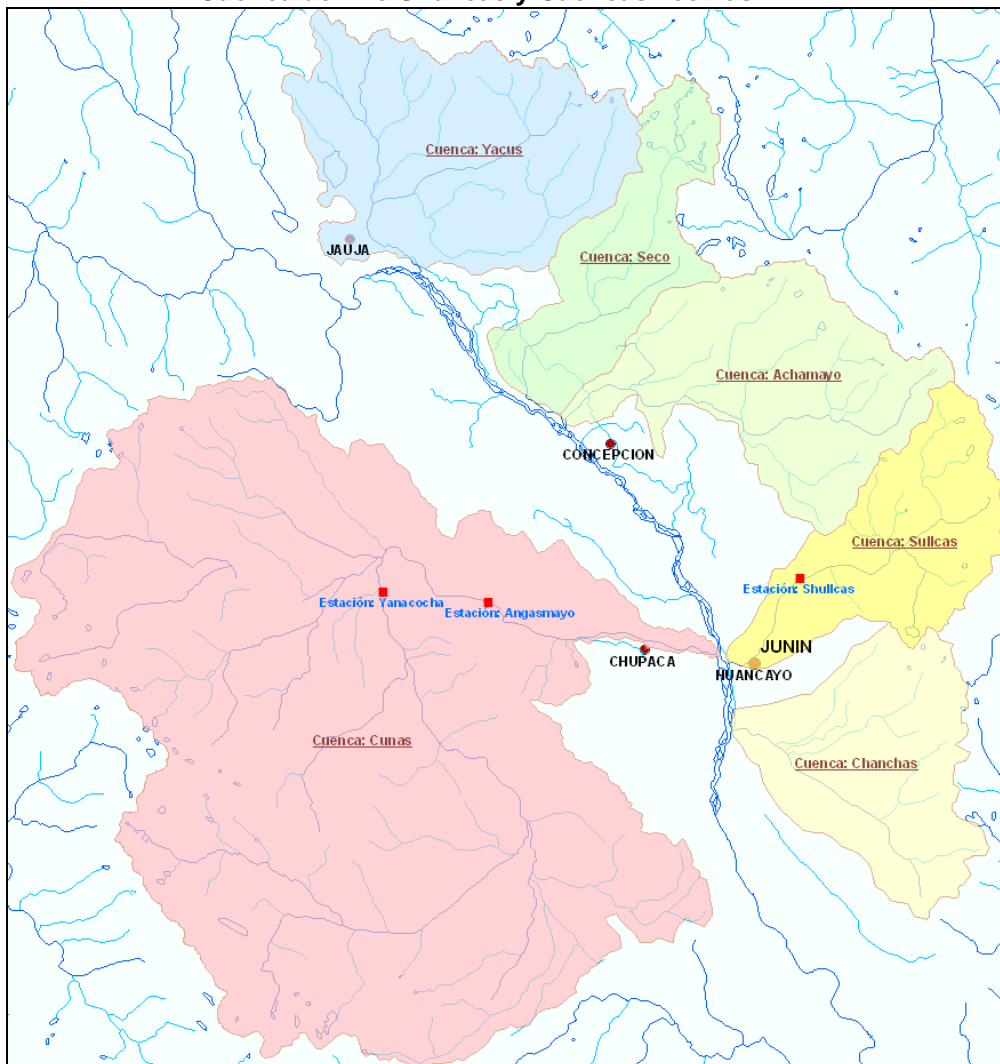 Cuenca: Yacus
JAUJA
Cuenca: Seco
Cuenca: Achamayo
CONCEPCION
Cuenca: Sullcas
Estación: Shullcas
Estación: Yanacocha
Estación: Angasmayo
JUNIN
CHUPACA
HUANCAYO
Cuenca: Cunas
Cuenca: Chanchas